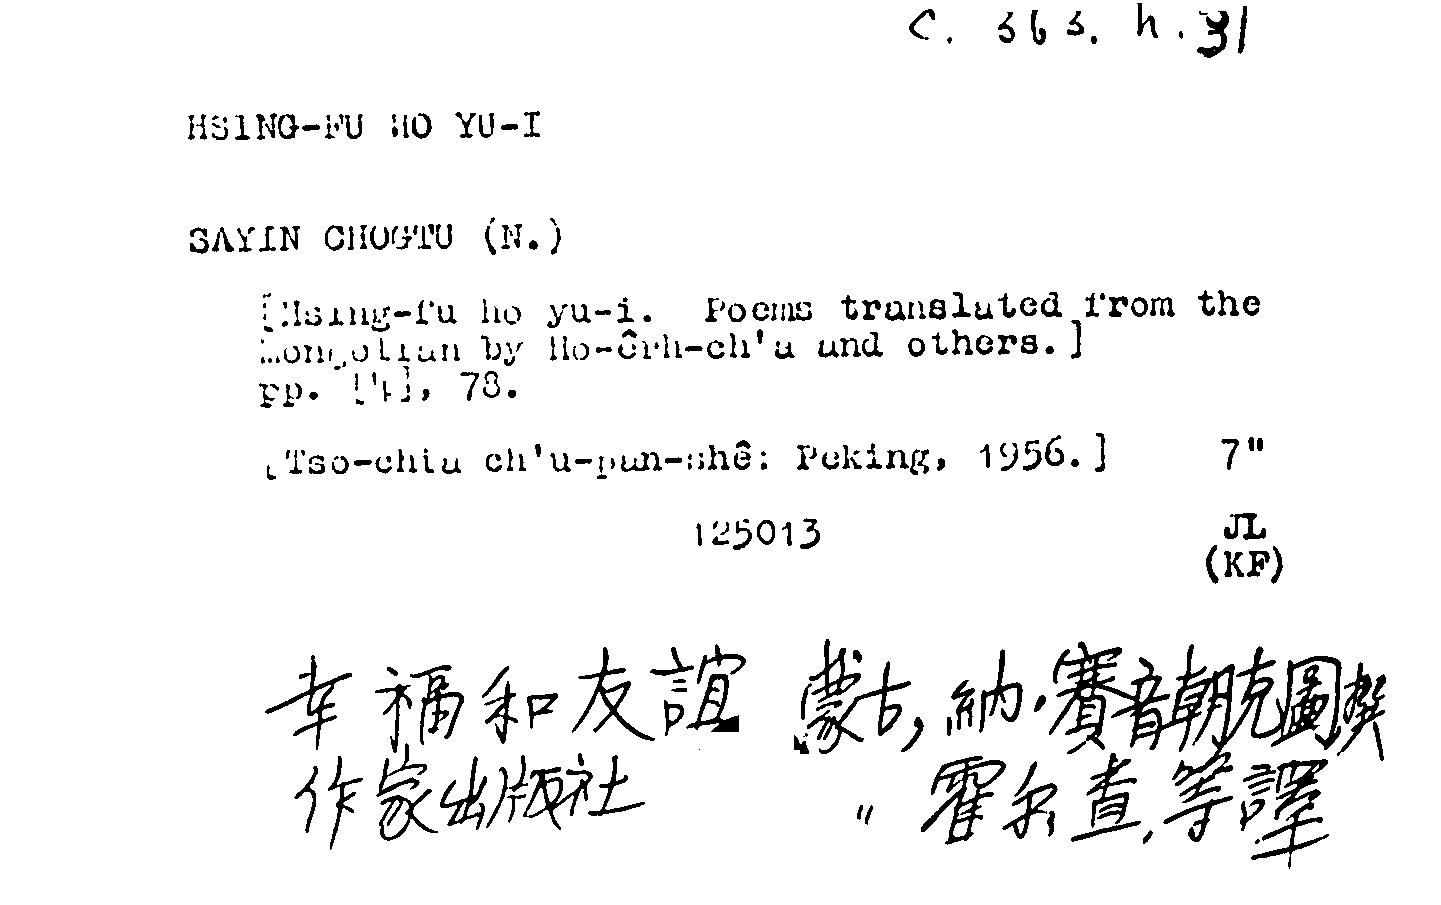 C. 363. h. 31
HSING-FU HO YU-I
SAYIN CHOGTU (N.)
[Hsing-fu ho yu-i. Poems translated from the
Mongolian by Ho-êrh-ch'a and others.]
pp. [4], 78.
[Tso-chia ch'u-pan-shê: Peking, 1956.] 7"
125013 JL
(KF)
幸福和友誼 蒙古, 納·賽音朝克圖撰
作家出版社 〃 霍尔查, 等譯